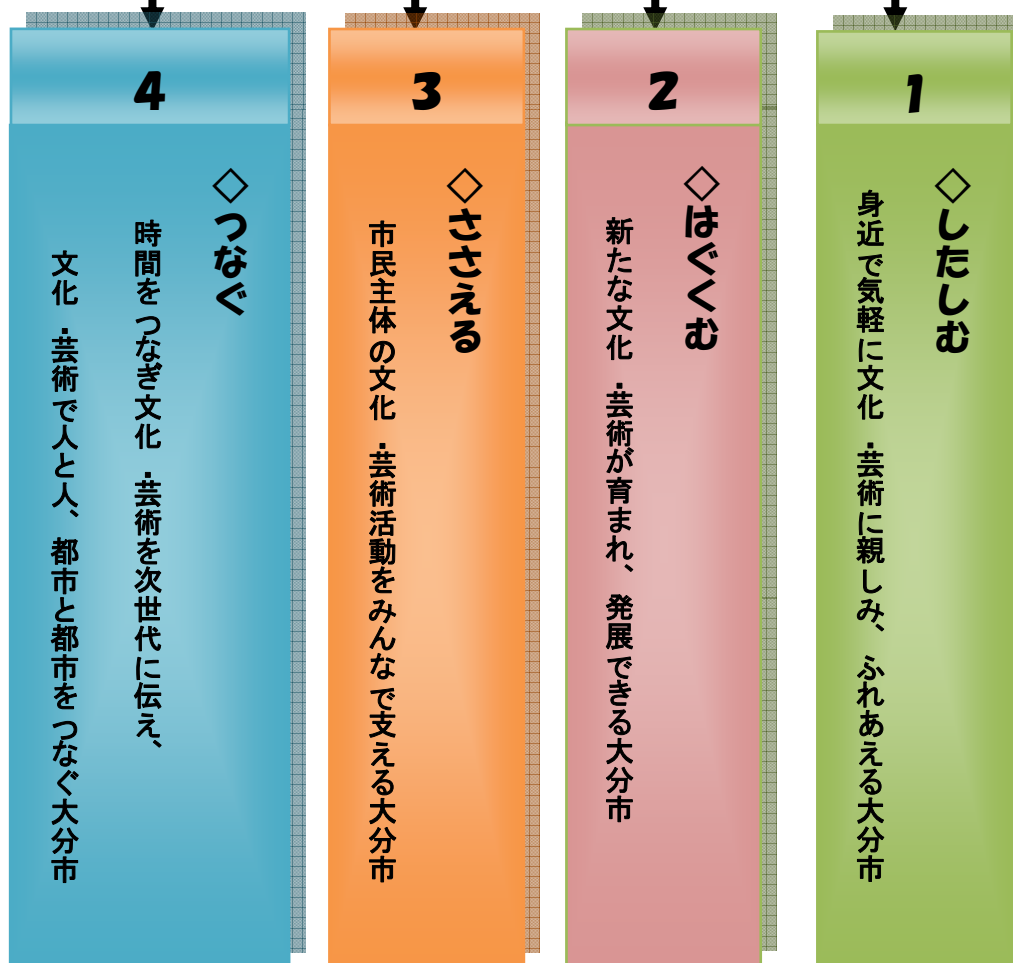 1
◇したしむ
身近で気軽に文化・芸術に親しみ、ふれあえる大分市
2
◇はぐくむ
新たな文化・芸術が育まれ、発展できる大分市
3
◇ささえる
市民主体の文化・芸術活動をみんなで支える大分市
4
◇つなぐ
時間をつなぎ文化・芸術を次世代に伝え、
文化・芸術で人と人、都市と都市をつなぐ大分市